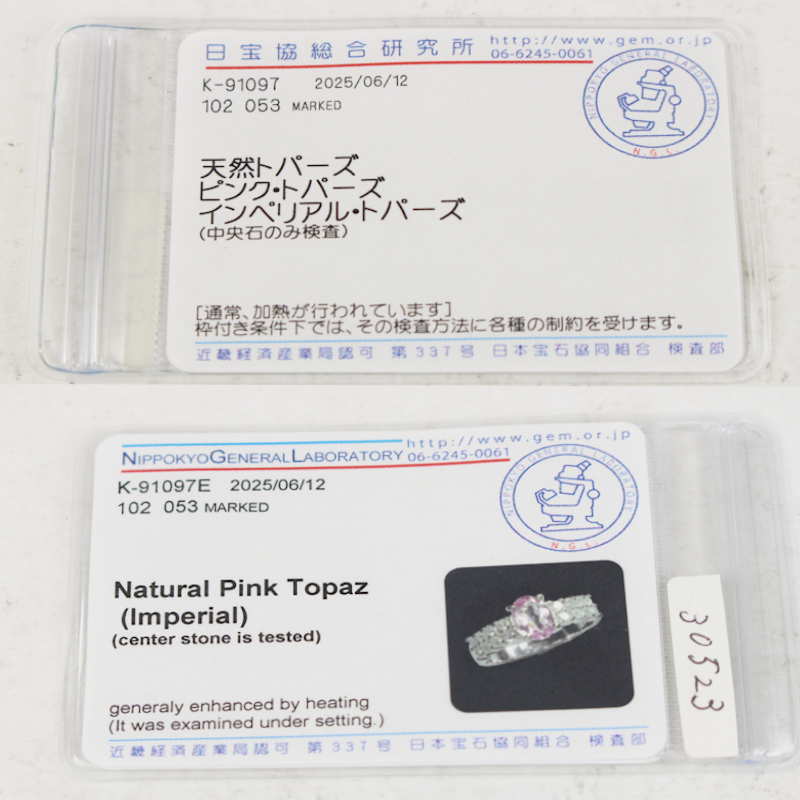 日宝協総合研究所 http://www.gem.or.jp
06-6245-0061
K-91097 2025/06/12
102 053 MARKED
NIPPOKYO GENERAL LABORATORY
N.G.L.
天然トパーズ
ピンク・トパーズ
インペリアル・トパーズ
(中央石のみ検査)
[通常、加熱が行われています]
枠付き条件下では、その検査方法に各種の制約を受けます。
近畿経済産業局認可 第337号 日本宝石協同組合 検査部
http://www.gem.or.jp
NIPPOKYOGENERALLABORATORY 06-6245-0061
K-91097E 2025/06/12
102 053 MARKED
NIPPOKYO GENERAL LABORATORY
N.G.L.
Natural Pink Topaz
(Imperial)
(center stone is tested)
generaly enhanced by heating
(It was examined under setting.)
近畿経済産業局認可 第337号 日本宝石協同組合 検査部
30523